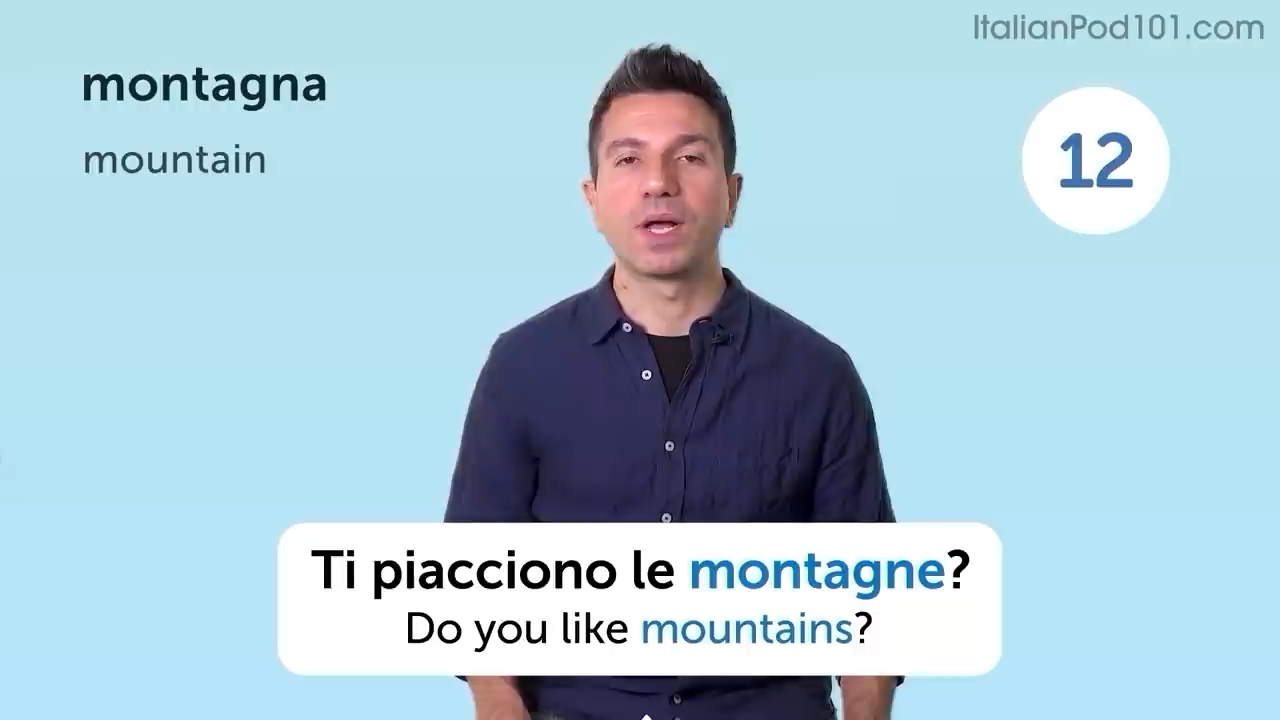 ItalianPod101.com
montagna
mountain
12
Ti piacciono le montagne?
Do you like mountains?